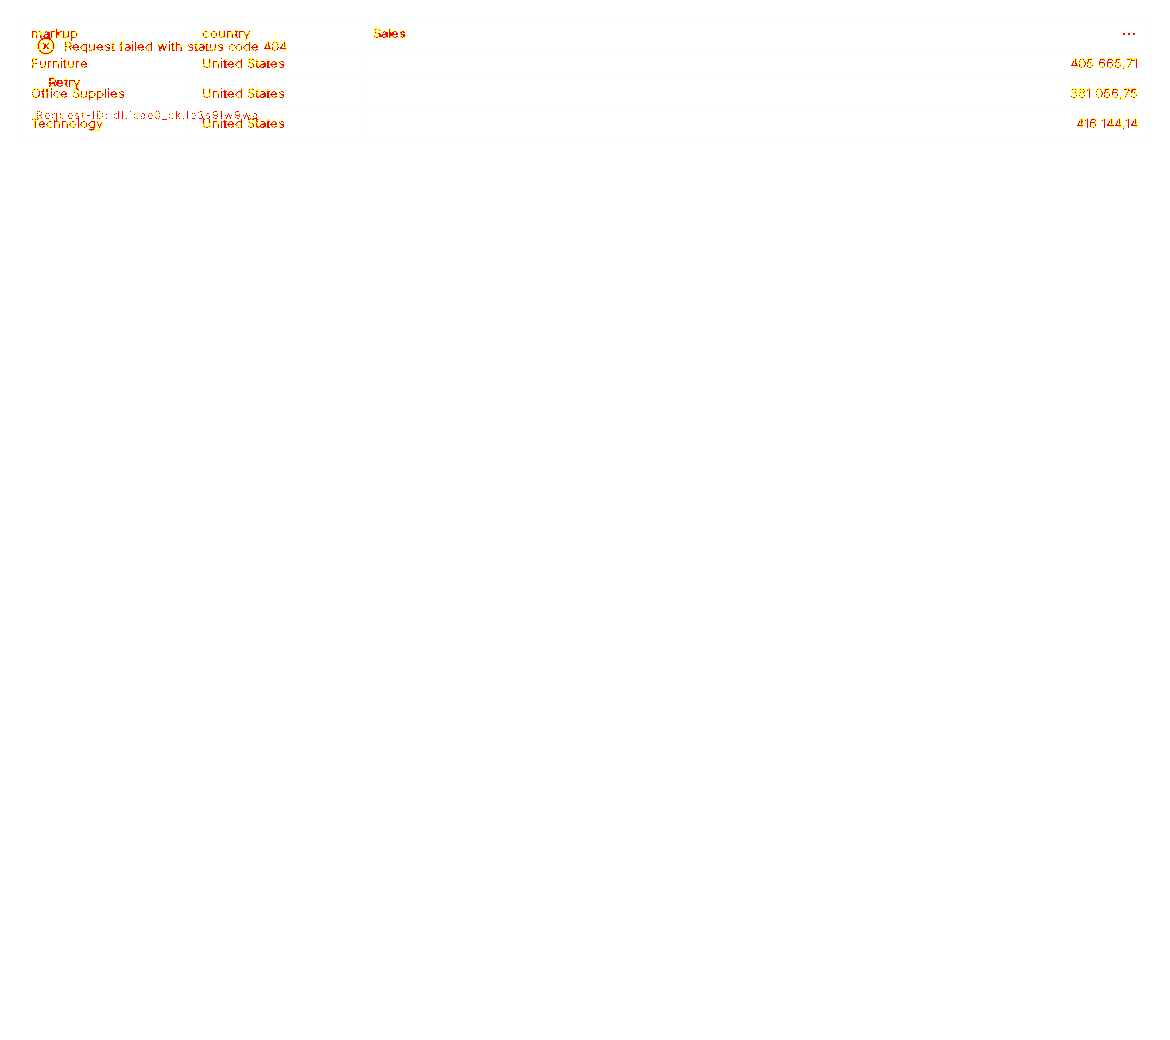 markup country Sales ...
Request failed with status code 404
Furniture United States 405 665,71
Retry
Office Supplies United States 381 056,75
Request-ID:
Technology United States 416 144,14